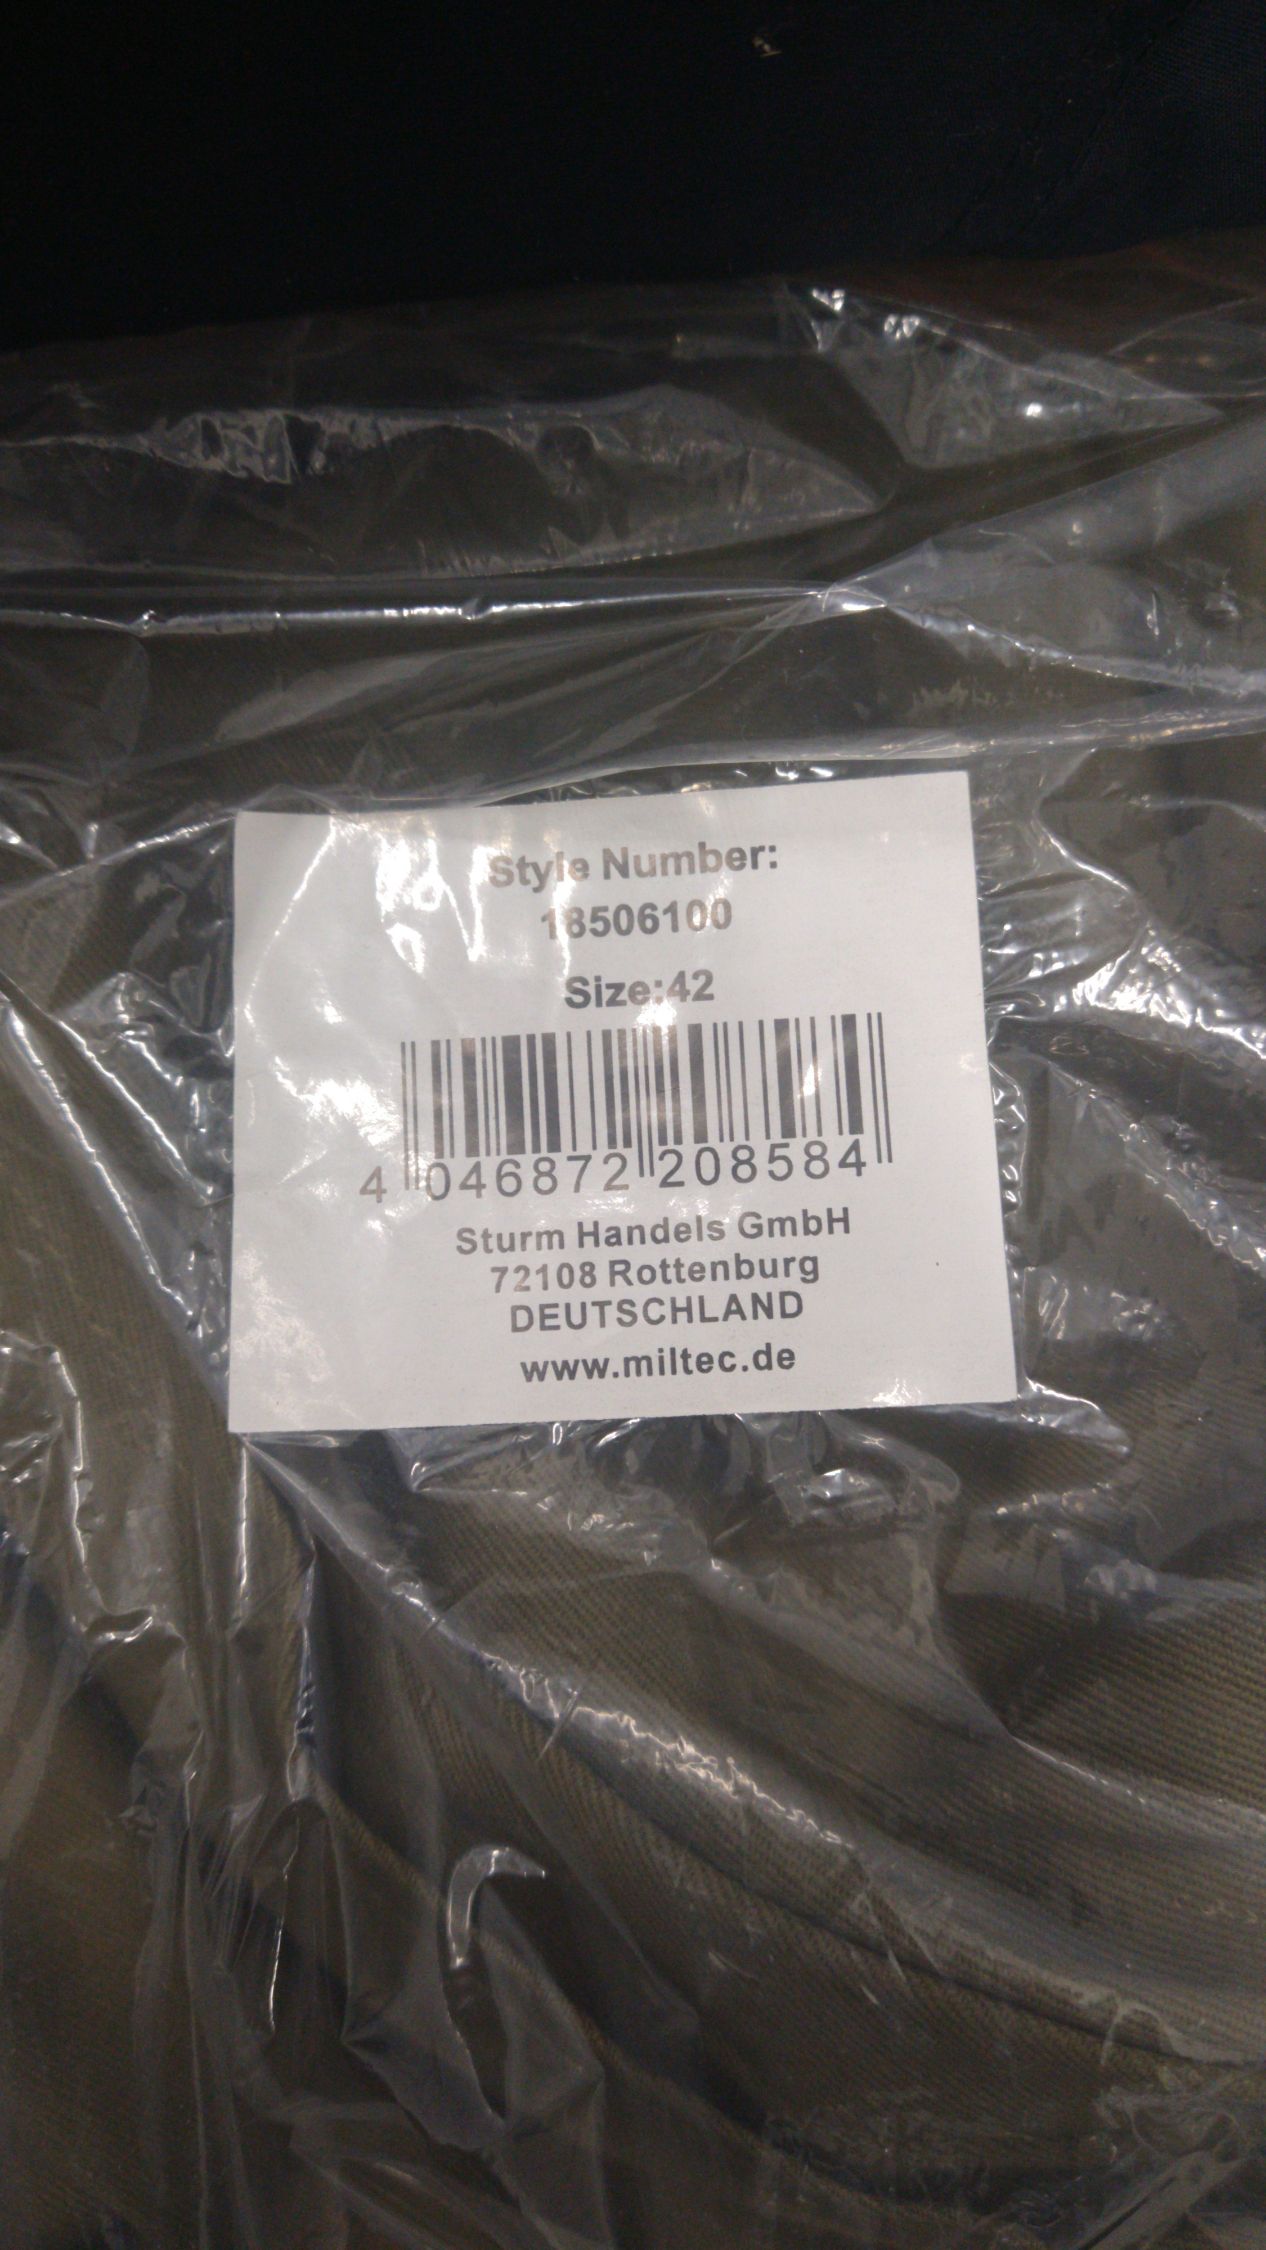 Style Number:
18506100
Size:42
4 046872 208584
Sturm Handels GmbH
72108 Rottenburg
DEUTSCHLAND
www.miltec.de